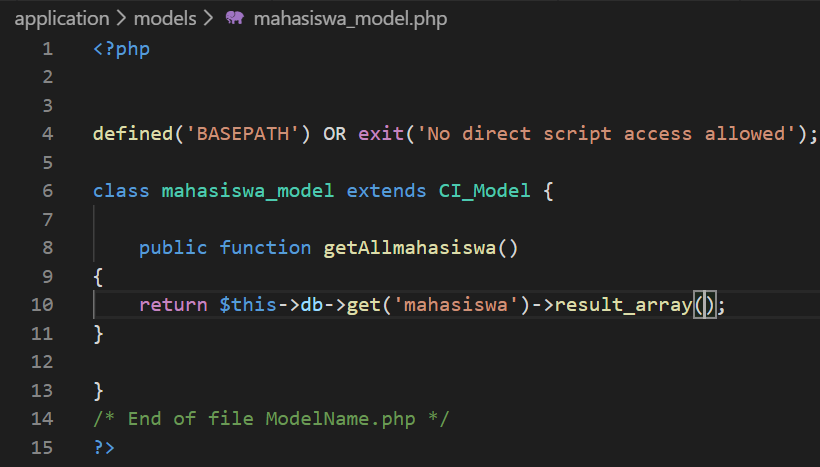 application > models > mahasiswa_model.php
1 <?php
2
3
4 defined('BASEPATH') OR exit('No direct script access allowed');
5
6 class mahasiswa_model extends CI_Model {
7
8     public function getAllmahasiswa()
9 {
10     return $this->db->get('mahasiswa')->result_array();
11 }
12
13 }
14 /* End of file ModelName.php */
15 ?>